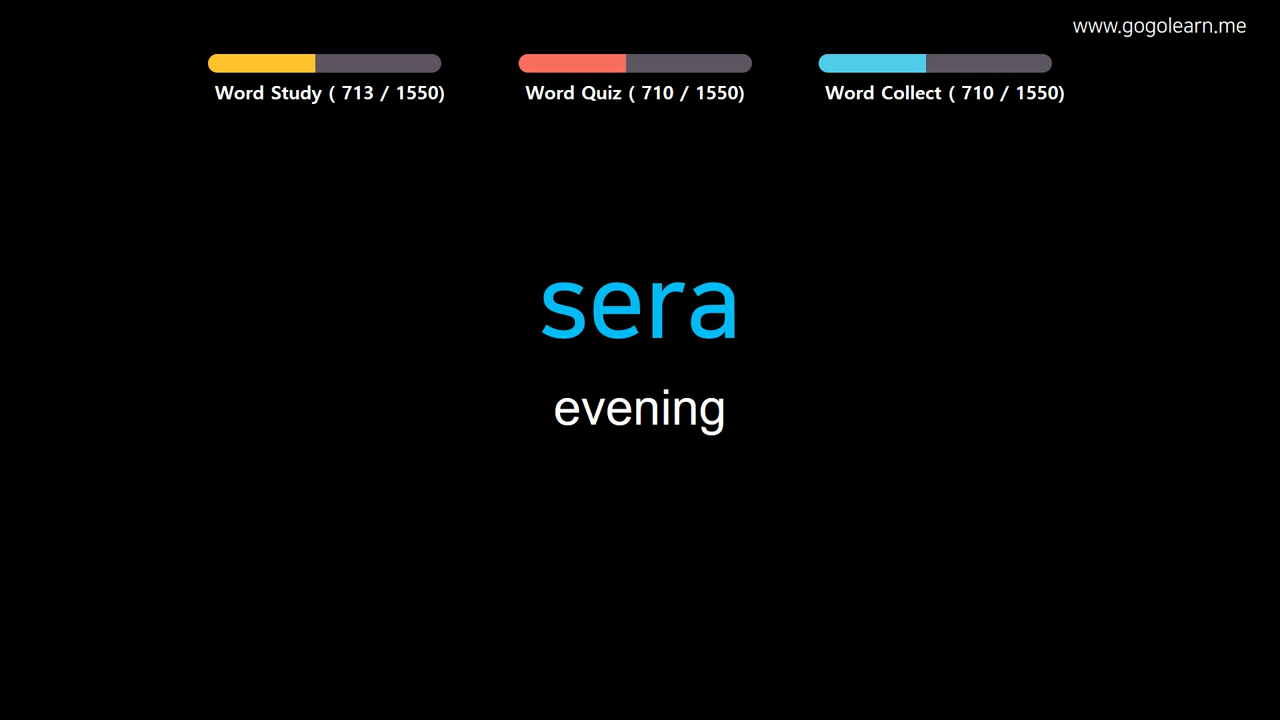 www.gogolearn.me
Word Study ( 713 / 1550)
Word Quiz ( 710 / 1550)
Word Collect ( 710 / 1550)
sera
evening